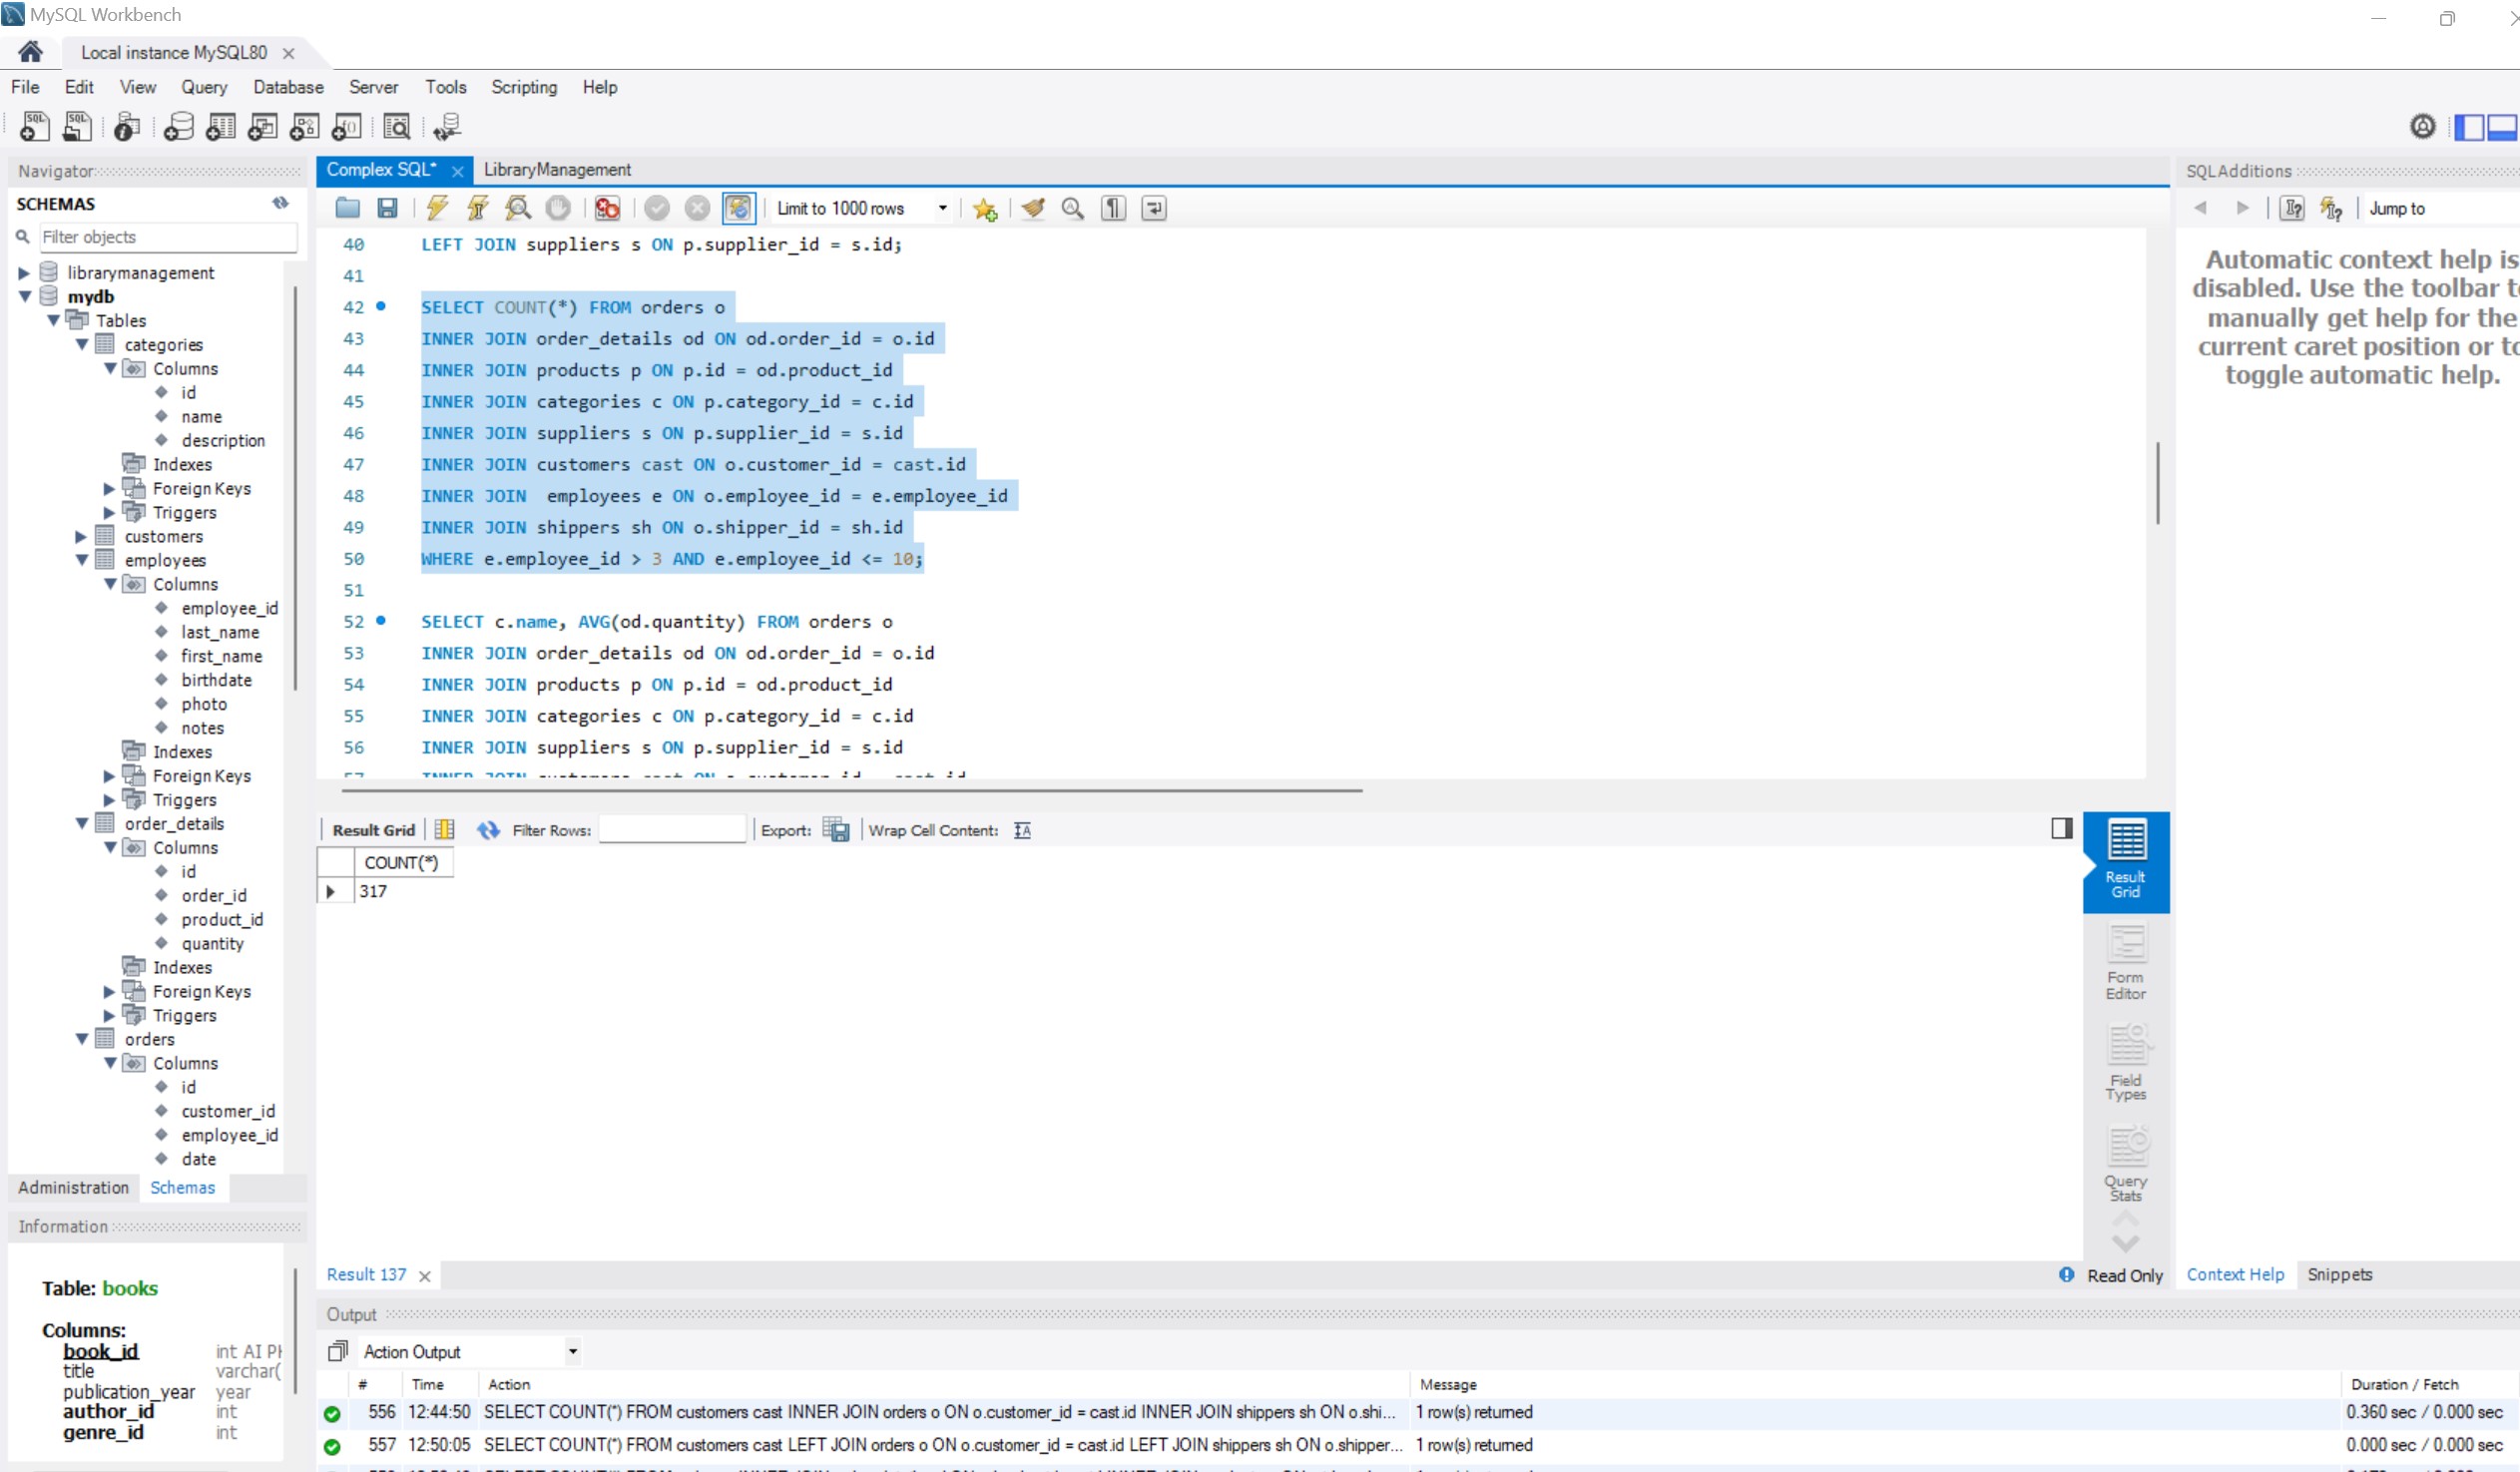 MySQL Workbench
Local instance MySQL80
File Edit View Query Database Server Tools Scripting Help
Navigator
SCHEMAS
Filter objects
librarymanagement
mydb
Tables
categories
Columns
id
name
description
Indexes
Foreign Keys
Triggers
customers
employees
Columns
employee_id
last_name
first_name
birthdate
photo
notes
Indexes
Foreign Keys
Triggers
order_details
Columns
id
order_id
product_id
quantity
Indexes
Foreign Keys
Triggers
orders
Columns
id
customer_id
employee_id
date
Administration Schemas
Information
Table: books
Columns:
book_id int AI PK
title varchar(
publication_year year
author_id int
genre_id int
Complex SQL* LibraryManagement
Limit to 1000 rows
40 LEFT JOIN suppliers s ON p.supplier_id = s.id;
41
42 SELECT COUNT(*) FROM orders o
43 INNER JOIN order_details od ON od.order_id = o.id
44 INNER JOIN products p ON p.id = od.product_id
45 INNER JOIN categories c ON p.category_id = c.id
46 INNER JOIN suppliers s ON p.supplier_id = s.id
47 INNER JOIN customers cast ON o.customer_id = cast.id
48 INNER JOIN  employees e ON o.employee_id = e.employee_id
49 INNER JOIN shippers sh ON o.shipper_id = sh.id
50 WHERE e.employee_id > 3 AND e.employee_id <= 10;
51
52 SELECT c.name, AVG(od.quantity) FROM orders o
53 INNER JOIN order_details od ON od.order_id = o.id
54 INNER JOIN products p ON p.id = od.product_id
55 INNER JOIN categories c ON p.category_id = c.id
56 INNER JOIN suppliers s ON p.supplier_id = s.id
Result Grid Filter Rows: Export: Wrap Cell Content:
COUNT(*)
317
Result Grid
Form Editor
Field Types
Query Stats
Result 137 Read Only
SQLAdditions
Jump to
Automatic context help is
disabled. Use the toolbar
manually get help for the
current caret position or
toggle automatic help.
Context Help Snippets
Output
Action Output
# Time Action Message Duration / Fetch
556 12:44:50 SELECT COUNT(*) FROM customers cast INNER JOIN orders o ON o.customer_id = cast.id INNER JOIN shippers sh ON o.shi... 1 row(s) returned 0.360 sec / 0.000 sec
557 12:50:05 SELECT COUNT(*) FROM customers cast LEFT JOIN orders o ON o.customer_id = cast.id LEFT JOIN shippers sh ON o.shipper... 1 row(s) returned 0.000 sec / 0.000 sec